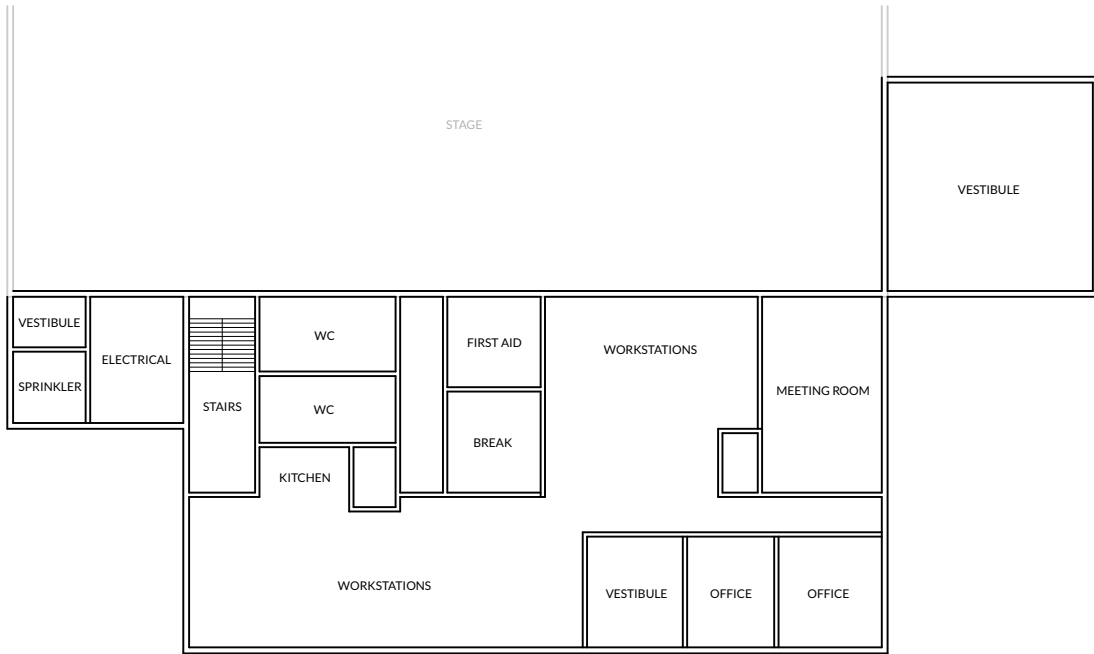 STAGE
VESTIBULE
VESTIBULE
ELECTRICAL
SPRINKLER
STAIRS
WC
WC
KITCHEN
FIRST AID
BREAK
WORKSTATIONS
MEETING ROOM
WORKSTATIONS
VESTIBULE
OFFICE
OFFICE